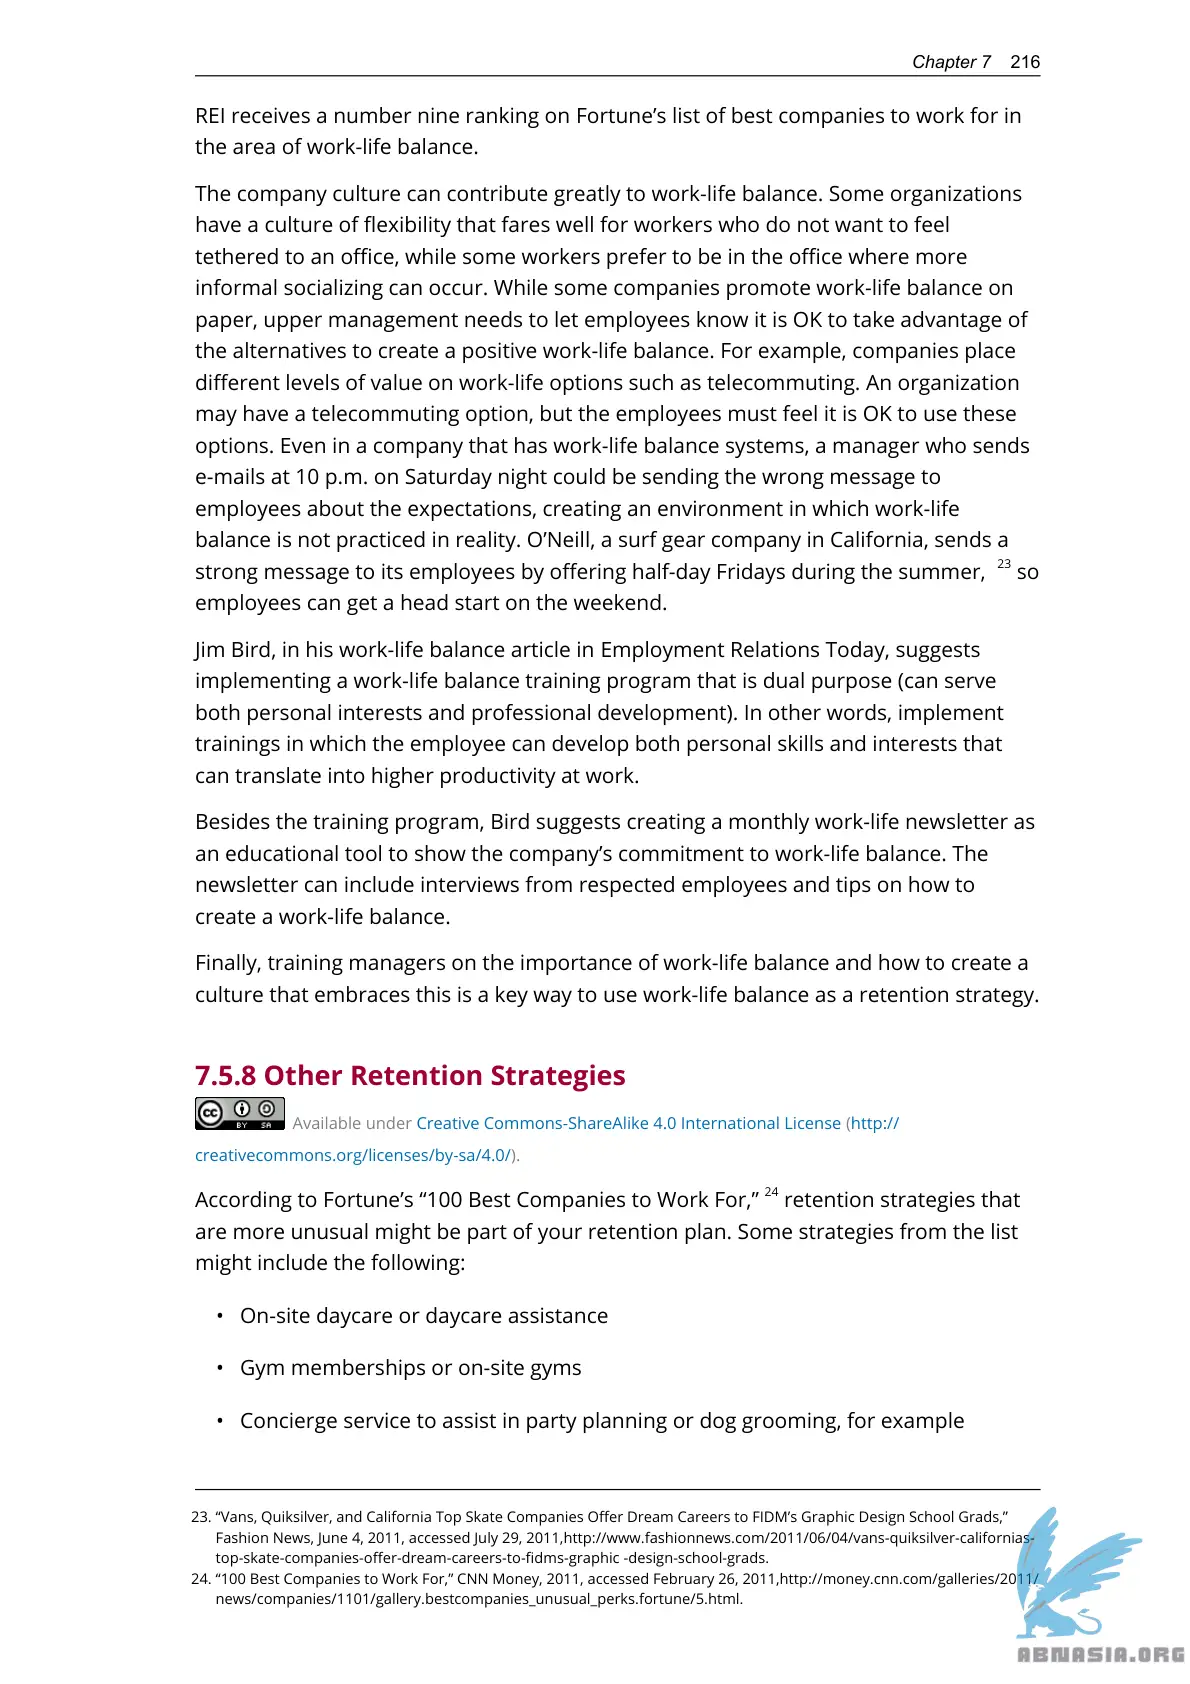 Chapter 7 216
REI receives a number nine ranking on Fortune’s list of best companies to work for in
the area of work-life balance.
The company culture can contribute greatly to work-life balance. Some organizations
have a culture of flexibility that fares well for workers who do not want to feel
tethered to an office, while some workers prefer to be in the office where more
informal socializing can occur. While some companies promote work-life balance on
paper, upper management needs to let employees know it is OK to take advantage of
the alternatives to create a positive work-life balance. For example, companies place
different levels of value on work-life options such as telecommuting. An organization
may have a telecommuting option, but the employees must feel it is OK to use these
options. Even in a company that has work-life balance systems, a manager who sends
e-mails at 10 p.m. on Saturday night could be sending the wrong message to
employees about the expectations, creating an environment in which work-life
balance is not practiced in reality. O’Neill, a surf gear company in California, sends a
strong message to its employees by offering half-day Fridays during the summer, 23 so
employees can get a head start on the weekend.
Jim Bird, in his work-life balance article in Employment Relations Today, suggests
implementing a work-life balance training program that is dual purpose (can serve
both personal interests and professional development). In other words, implement
trainings in which the employee can develop both personal skills and interests that
can translate into higher productivity at work.
Besides the training program, Bird suggests creating a monthly work-life newsletter as
an educational tool to show the company’s commitment to work-life balance. The
newsletter can include interviews from respected employees and tips on how to
create a work-life balance.
Finally, training managers on the importance of work-life balance and how to create a
culture that embraces this is a key way to use work-life balance as a retention strategy.
7.5.8 Other Retention Strategies
cc BY SA Available under Creative Commons-ShareAlike 4.0 International License (http://
creativecommons.org/licenses/by-sa/4.0/).
According to Fortune’s “100 Best Companies to Work For,” 24 retention strategies that
are more unusual might be part of your retention plan. Some strategies from the list
might include the following:
• On-site daycare or daycare assistance
• Gym memberships or on-site gyms
• Concierge service to assist in party planning or dog grooming, for example
23. “Vans, Quiksilver, and California Top Skate Companies Offer Dream Careers to FIDM’s Graphic Design School Grads,”
Fashion News, June 4, 2011, accessed July 29, 2011,http://www.fashionnews.com/2011/06/04/vans-quiksilver-californias-
top-skate-companies-offer-dream-careers-to-fidms-graphic -design-school-grads.
24. “100 Best Companies to Work For,” CNN Money, 2011, accessed February 26, 2011,http://money.cnn.com/galleries/2011/
news/companies/1101/gallery.bestcompanies_unusual_perks.fortune/5.html.
ABNASIA.ORG